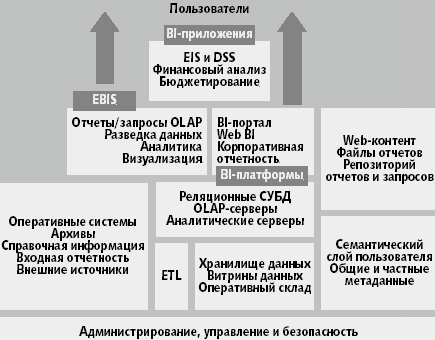 Пользователи
BI-приложения
EIS и DSS
Финансовый анализ
Бюджетирование
EBIS
Отчеты/запросы OLAP
Разведка данных
Аналитика
Визуализация
BI-портал
Web BI
Корпоративная
отчетность
BI-платформы
Web-контент
Файлы отчетов
Репозиторий
отчетов и запросов
Реляционные СУБД
OLAP-серверы
Аналитические серверы
Оперативные системы
Архивы
Справочная информация
Входная отчетность
Внешние источники
ETL
Хранилище данных
Витрины данных
Оперативный склад
Семантический
слой пользователя
Общие и частные
метаданные
Администрирование, управление и безопасность